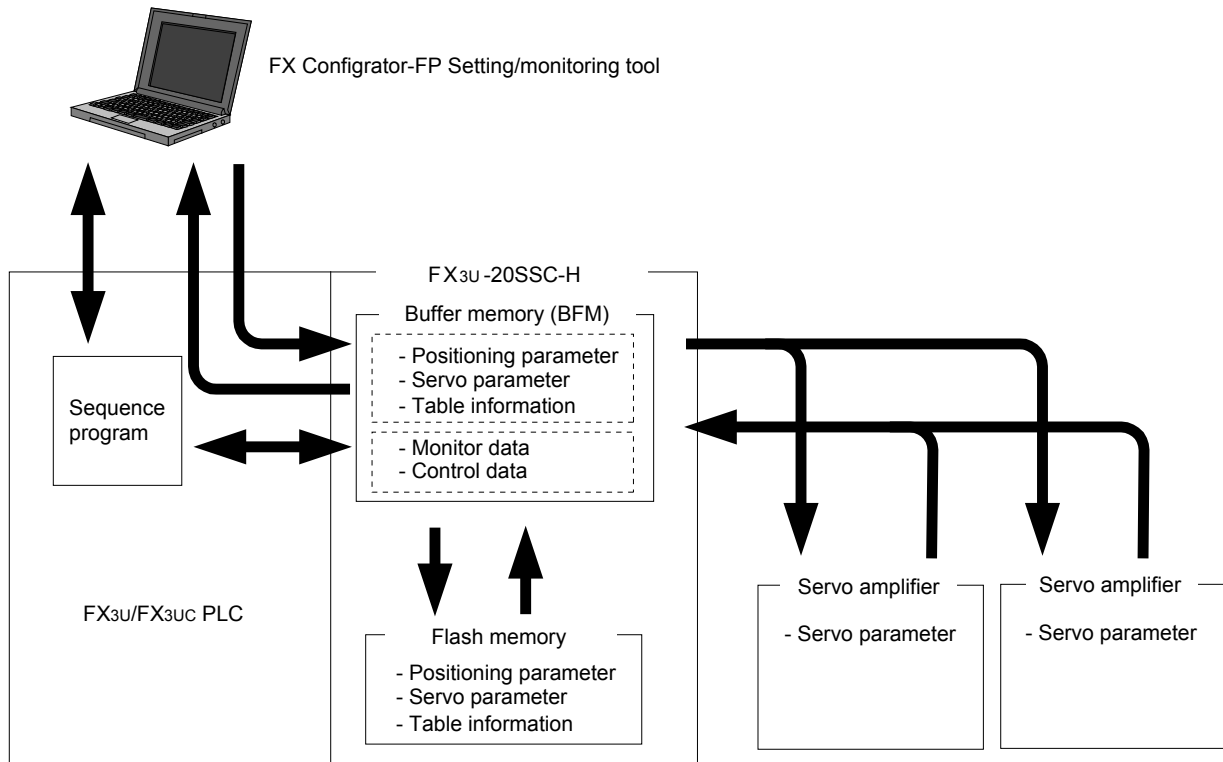 FX Configrator-FP Setting/monitoring tool
FX3U-20SSC-H
Buffer memory (BFM)
- Positioning parameter
- Servo parameter
- Table information
- Monitor data
- Control data
Sequence
program
FX3U/FX3UC PLC
Flash memory
- Positioning parameter
- Servo parameter
- Table information
Servo amplifier
- Servo parameter
Servo amplifier
- Servo parameter